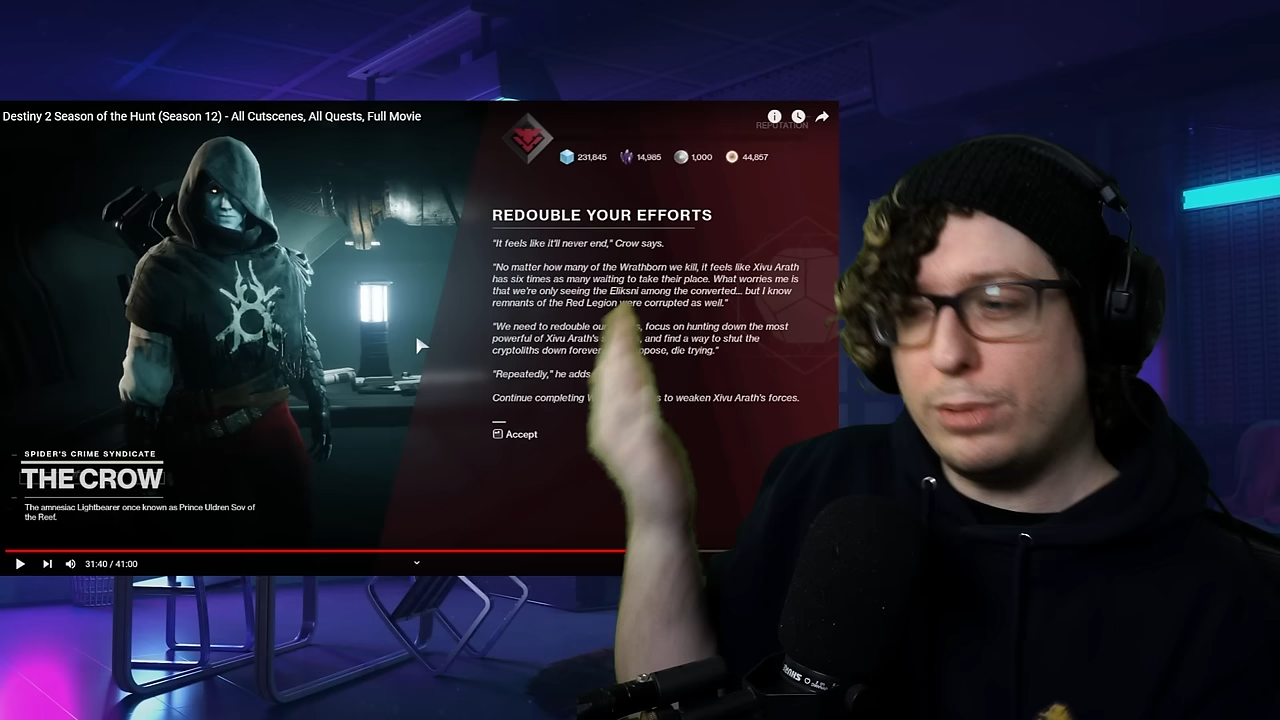 Destiny 2 Season of the Hunt (Season 12) - All Cutscenes, All Quests, Full Movie
REPUTATION
231,845 14,985 1,000 44,857
REDOUBLE YOUR EFFORTS
"It feels like it'll never end," Crow says.
"No matter how many of the Wrathborn we kill, it feels like Xivu Arath
has six times as many waiting to take their place. What worries me is
that we're only seeing the Eliksni among the converted... but I know
remnants of the Red Legion were corrupted as well."
"We need to redouble our focus on hunting down the most
powerful of Xivu Arath's and find a way to shut the
cryptoliths down forever die trying."
"Repeatedly," he adds
Continue completing to weaken Xivu Arath's forces.
Accept
SPIDER'S CRIME SYNDICATE
THE CROW
The amnesiac Lightbearer once known as Prince Uldren Sov of
the Reef.
31:40 / 41:00
SHURE